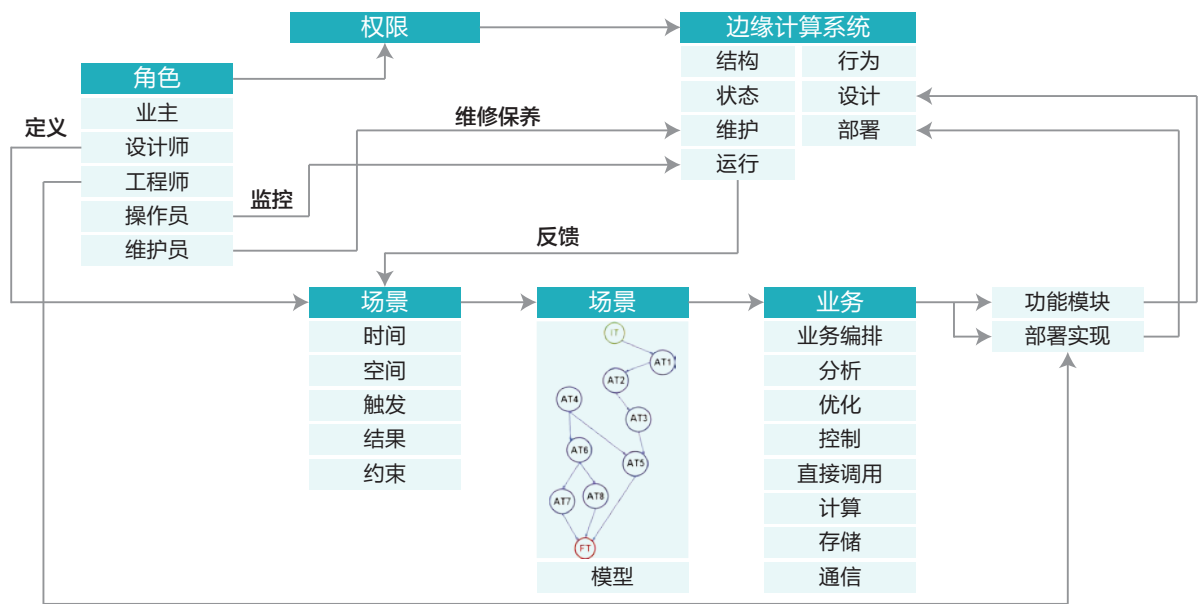 权限
边缘计算系统
结构
行为
状态
设计
维护
部署
运行
角色
业主
设计师
工程师
操作员
维护员
定义
维修保养
监控
反馈
场景
时间
空间
触发
结果
约束
场景
IT
AT1
AT2
AT4
AT3
AT6
AT5
AT7
AT8
FT
模型
业务
业务编排
分析
优化
控制
直接调用
计算
存储
通信
功能模块
部署实现